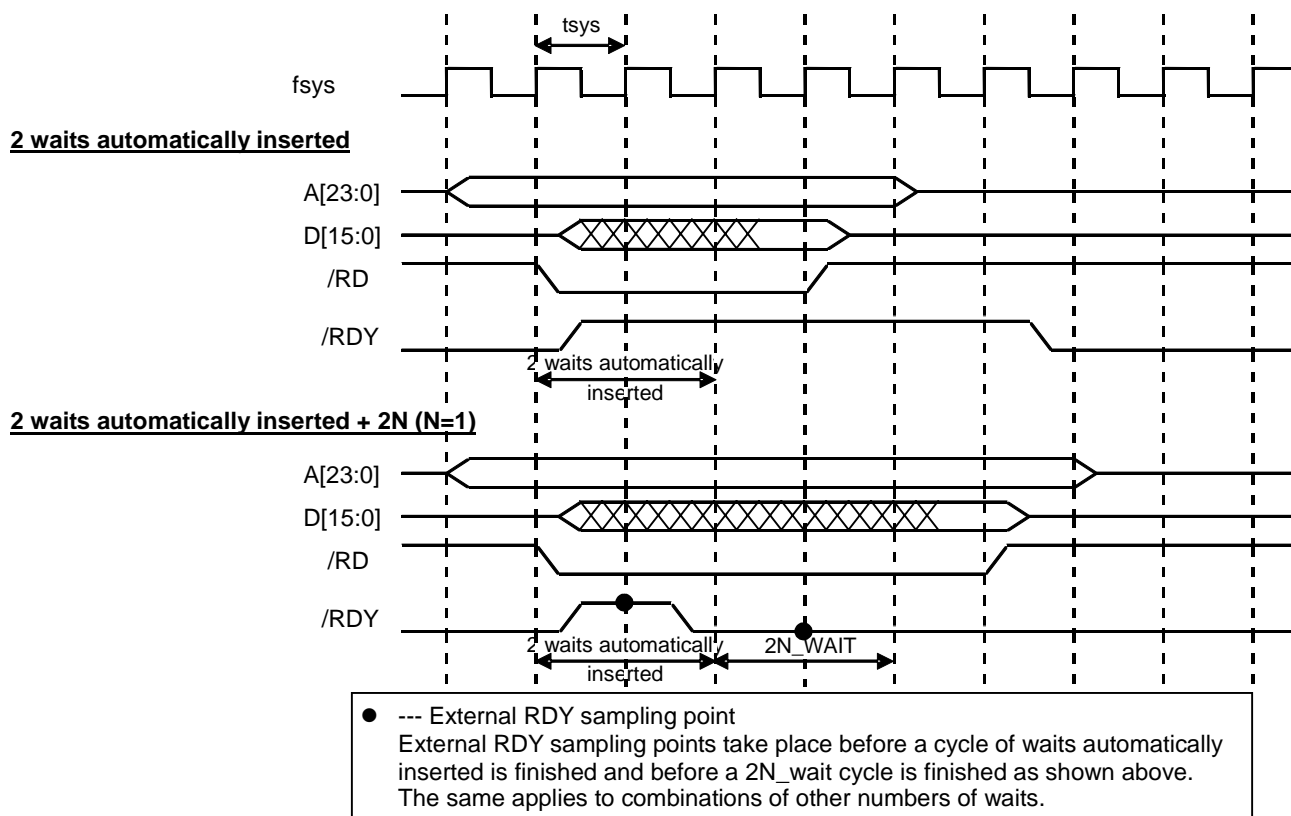 tsys
fsys
2 waits automatically inserted
A[23:0]
D[15:0]
/RD
/RDY
2 waits automatically
inserted
2 waits automatically inserted + 2N (N=1)
A[23:0]
D[15:0]
/RD
/RDY
2 waits automatically
inserted
2N_WAIT
● --- External RDY sampling point
External RDY sampling points take place before a cycle of waits automatically
inserted is finished and before a 2N_wait cycle is finished as shown above.
The same applies to combinations of other numbers of waits.